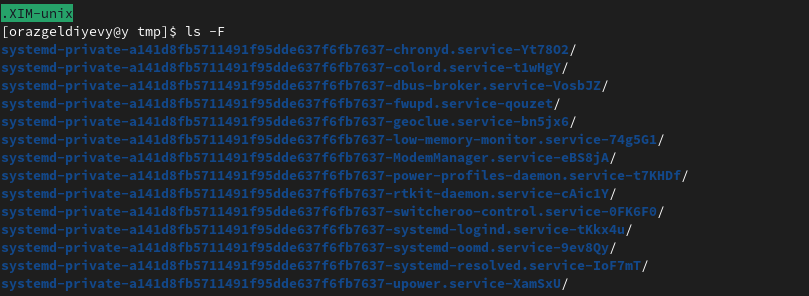 .XIM-unix
[orazgeldiyevy@y tmp]$ ls -F
systemd-private-a141d8fb5711491f95dde637f6fb7637-chronyd.service-Yt78O2/
systemd-private-a141d8fb5711491f95dde637f6fb7637-colord.service-t1wHgY/
systemd-private-a141d8fb5711491f95dde637f6fb7637-dbus-broker.service-VosbJZ/
systemd-private-a141d8fb5711491f95dde637f6fb7637-fwupd.service-qouzet/
systemd-private-a141d8fb5711491f95dde637f6fb7637-geoclue.service-bn5jx6/
systemd-private-a141d8fb5711491f95dde637f6fb7637-low-memory-monitor.service-74g5G1/
systemd-private-a141d8fb5711491f95dde637f6fb7637-ModemManager.service-eBS8jA/
systemd-private-a141d8fb5711491f95dde637f6fb7637-power-profiles-daemon.service-t7KHDf/
systemd-private-a141d8fb5711491f95dde637f6fb7637-rtkit-daemon.service-cAic1Y/
systemd-private-a141d8fb5711491f95dde637f6fb7637-switcheroo-control.service-0FK6F0/
systemd-private-a141d8fb5711491f95dde637f6fb7637-systemd-logind.service-tKkx4u/
systemd-private-a141d8fb5711491f95dde637f6fb7637-systemd-oomd.service-9ev8Qy/
systemd-private-a141d8fb5711491f95dde637f6fb7637-systemd-resolved.service-IoF7mT/
systemd-private-a141d8fb5711491f95dde637f6fb7637-upower.service-XamSxU/